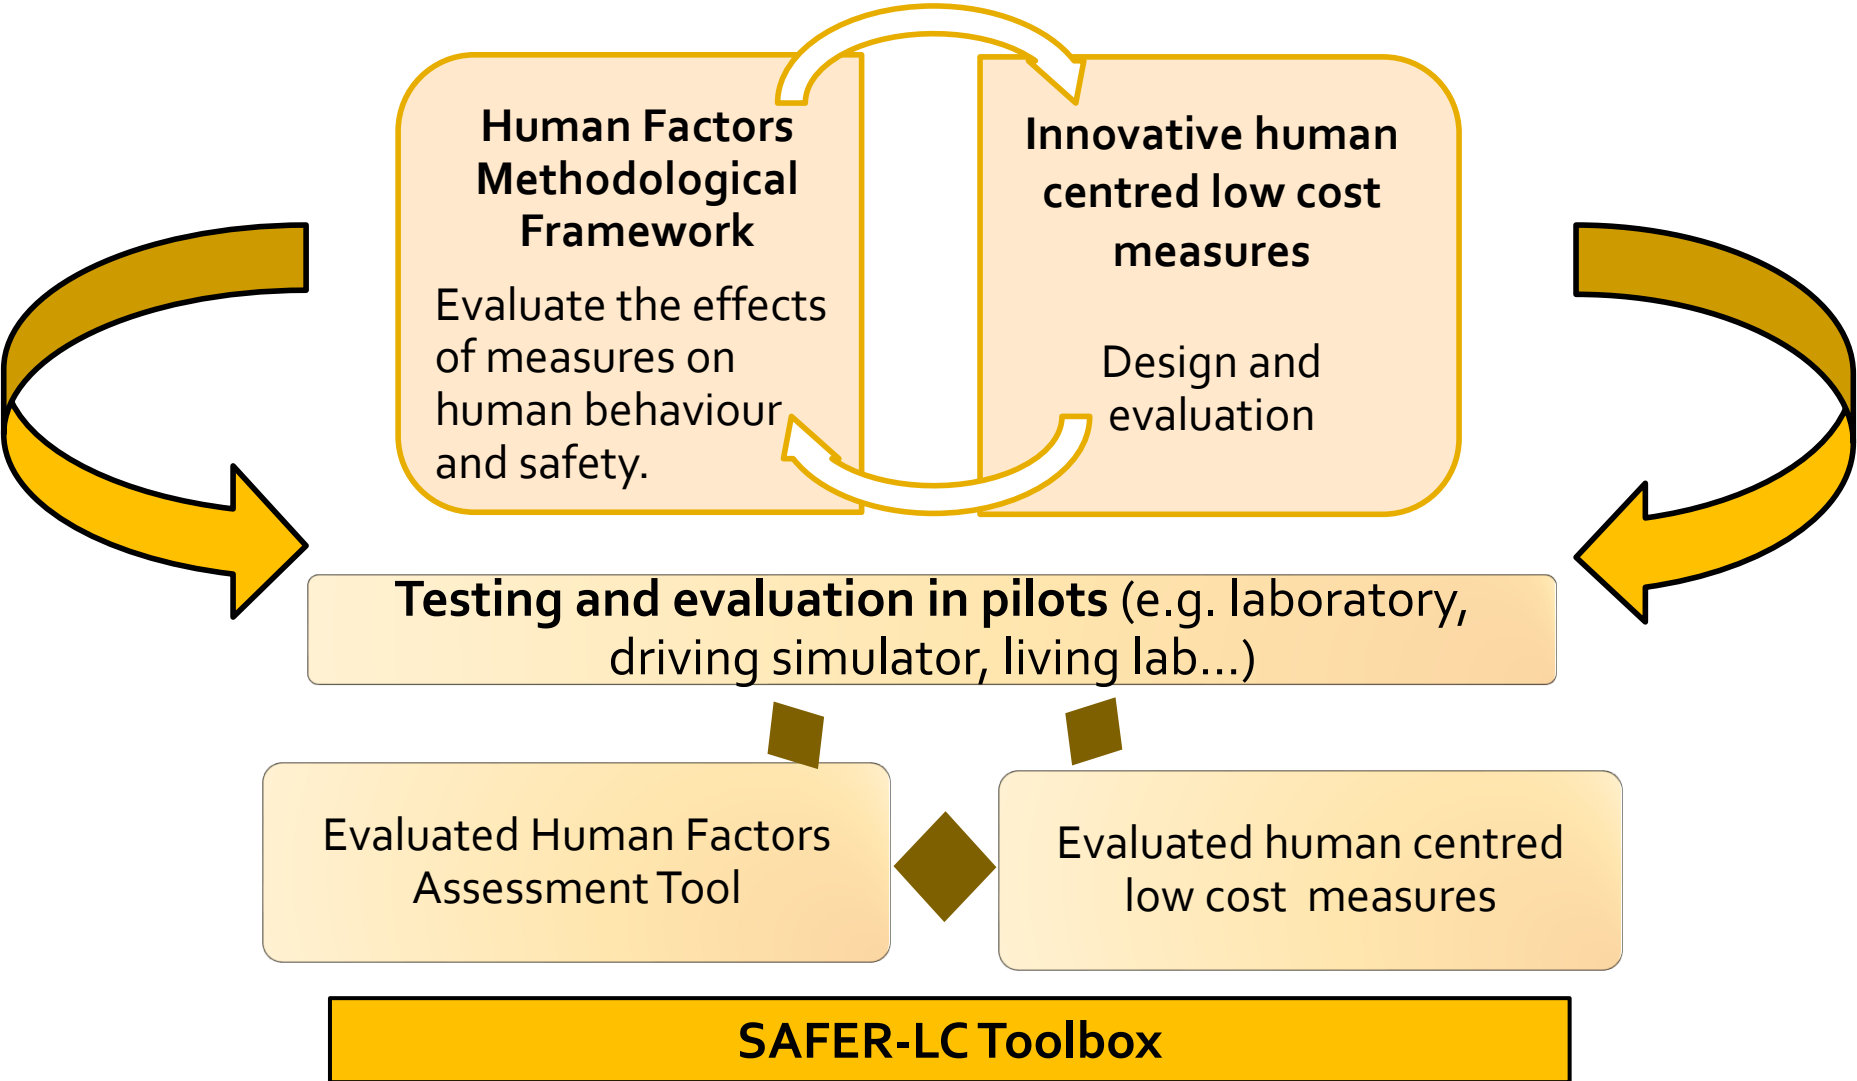 Human Factors
Methodological
Framework
Evaluate the effects
of measures on
human behaviour
and safety.
Innovative human
centred low cost
measures
Design and
evaluation
Testing and evaluation in pilots (e.g. laboratory,
driving simulator, living lab...)
Evaluated Human Factors
Assessment Tool
Evaluated human centred
low cost measures
SAFER-LC Toolbox